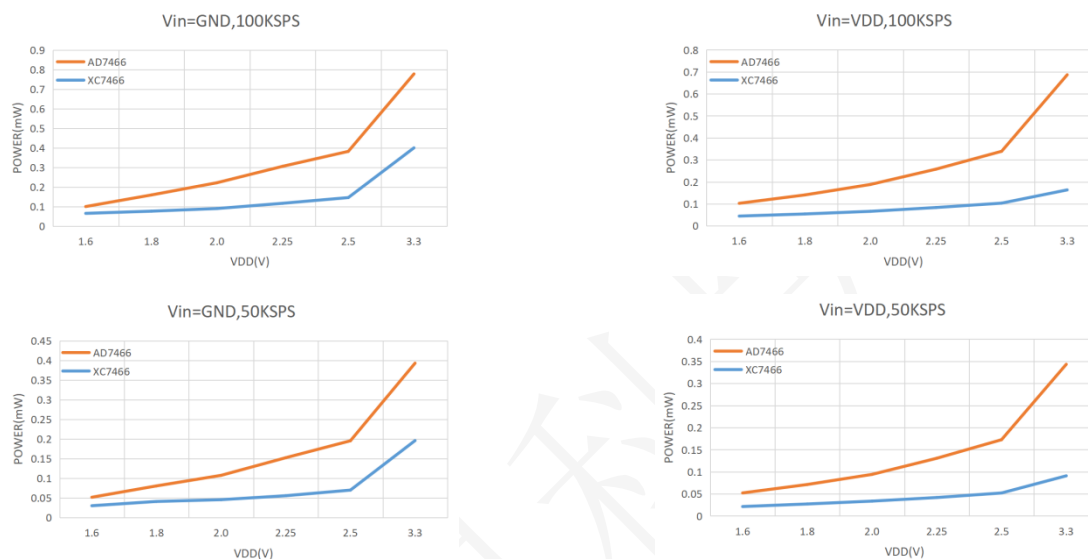 Vin=GND,100KSPS
0.9
0.8
0.7
0.6
0.5
0.4
0.3
0.2
0.1
0
POWER(mW)
AD7466
XC7466
1.6 1.8 2.0 2.25 2.5 3.3
VDD(V)
Vin=VDD,100KSPS
0.8
0.7
0.6
0.5
0.4
0.3
0.2
0.1
0
POWER(mW)
AD7466
XC7466
1.6 1.8 2.0 2.25 2.5 3.3
VDD(V)
Vin=GND,50KSPS
0.45
0.4
0.35
0.3
0.25
0.2
0.15
0.1
0.05
0
POWER(mW)
AD7466
XC7466
1.6 1.8 2.0 2.25 2.5 3.3
VDD(V)
Vin=VDD,50KSPS
0.4
0.35
0.3
0.25
0.2
0.15
0.1
0.05
0
POWER(mW)
AD7466
XC7466
1.6 1.8 2.0 2.25 2.5 3.3
VDD(V)
科